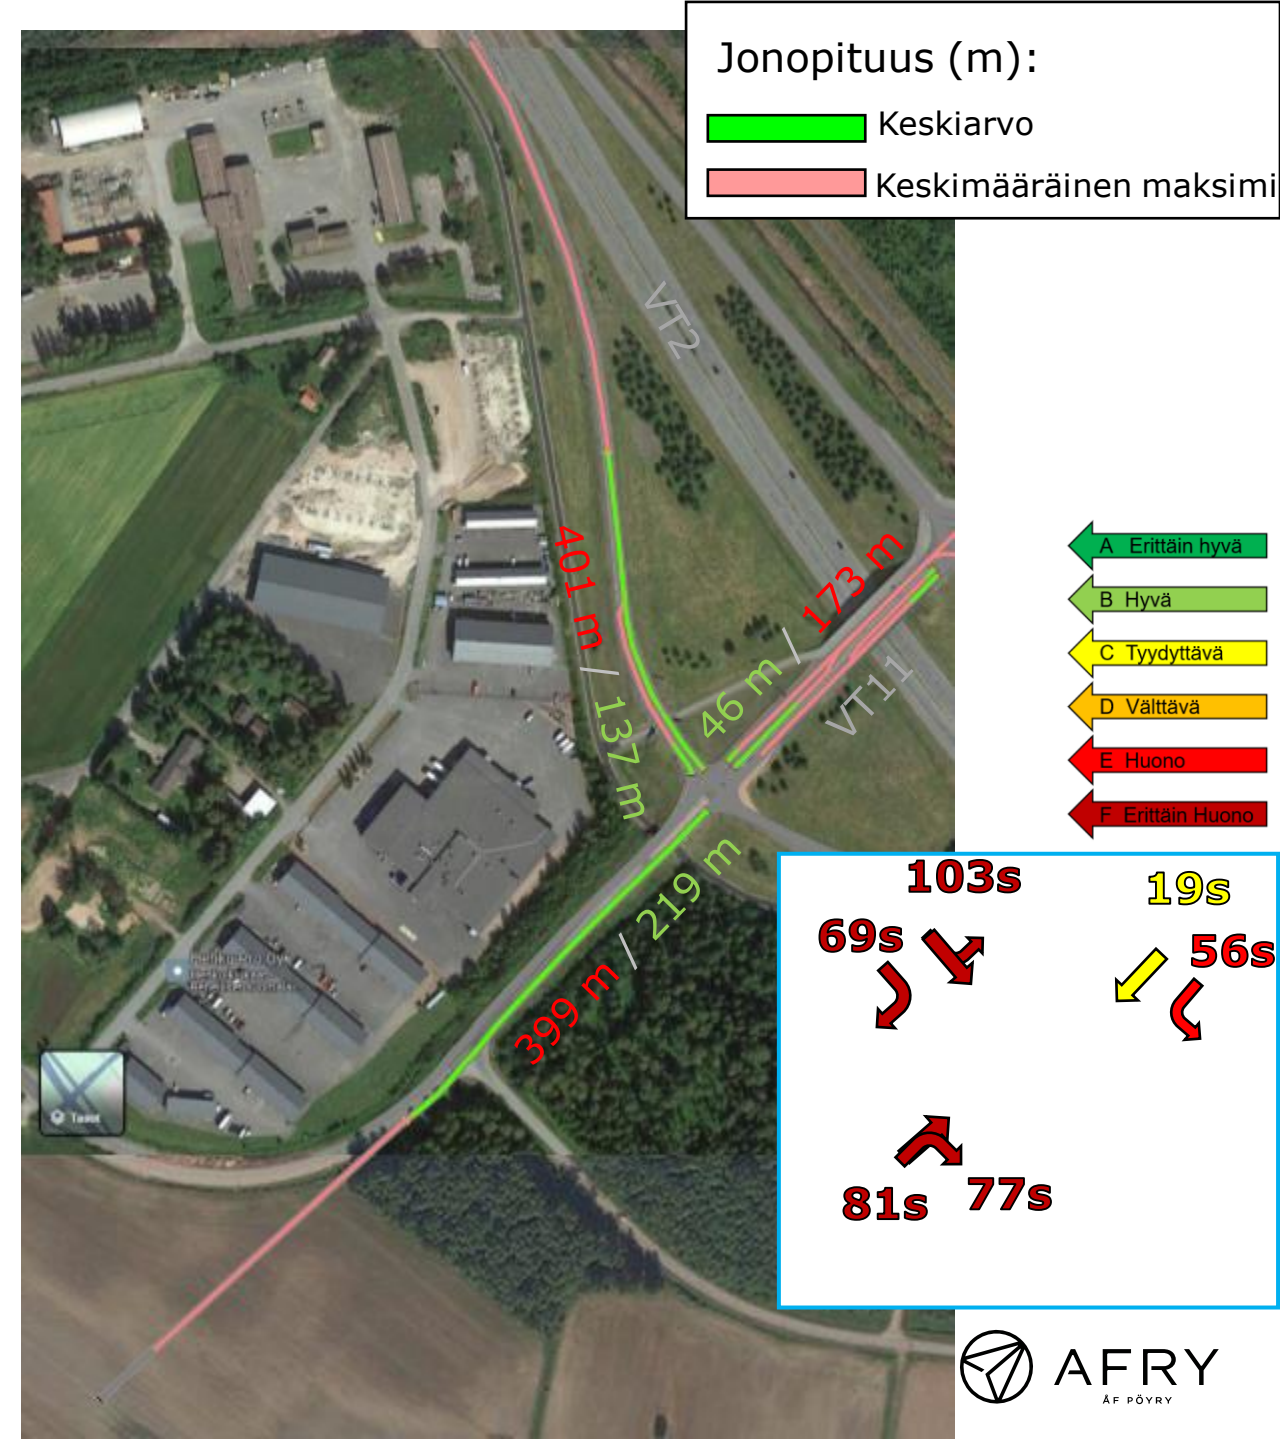 Jonopituus (m):
Keskiarvo
Keskimääräinen maksimi
VT2
401 m / 137 m
46 m / 173 m
VT11
399 m / 219 m
A Erittäin hyvä
B Hyvä
C Tyydyttävä
D Välttävä
E Huono
F Erittäin Huono
103s
19s
69s
56s
81s
77s
AFRY
ÅF PÖYRY